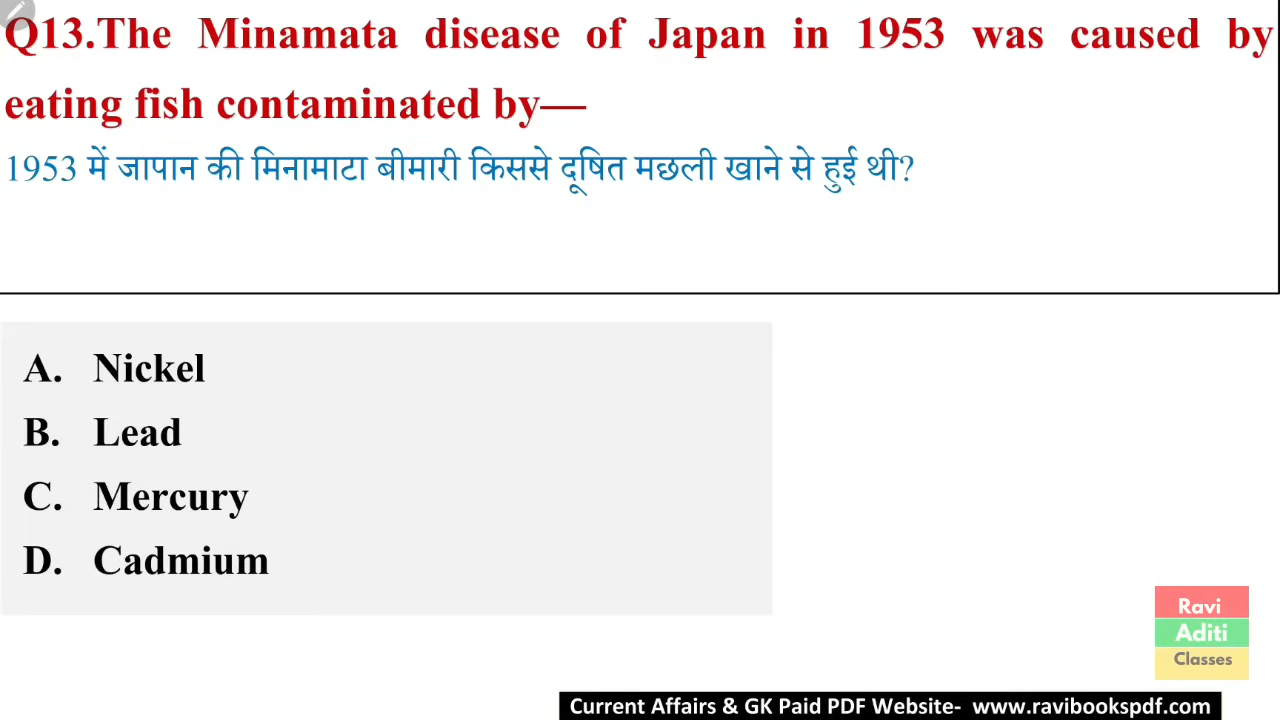 Q13.The Minamata disease of Japan in 1953 was caused by
eating fish contaminated by—
1953 में जापान की मिनामाटा बीमारी किससे दूषित मछली खाने से हुई थी?
A. Nickel
B. Lead
C. Mercury
D. Cadmium
Ravi
Aditi
Classes
Current Affairs & GK Paid PDF Website- www.ravibookspdf.com